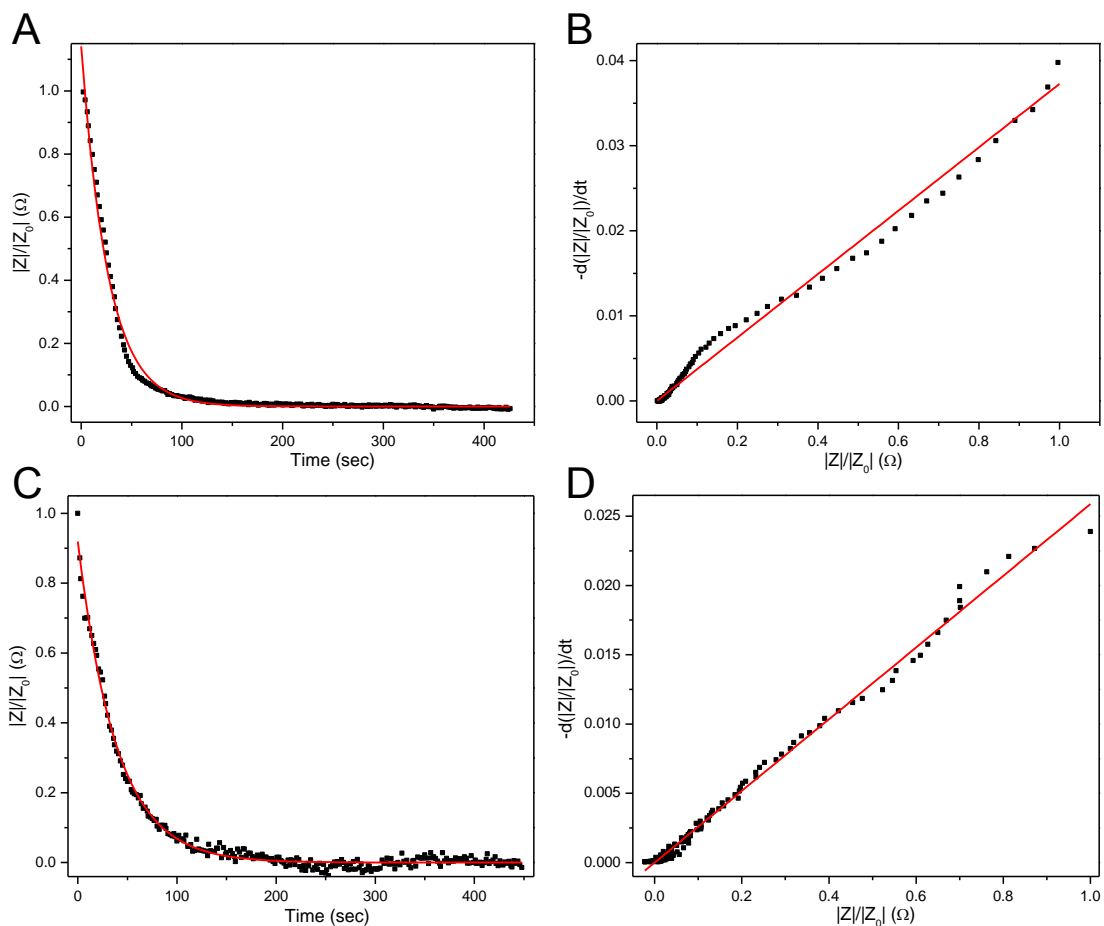 A
|Z|/|Z₀| (Ω)
1.0
0.8
0.6
0.4
0.2
0.0
0 100 200 300 400
Time (sec)
B
-d(|Z|/|Z₀|)/dt
0.04
0.03
0.02
0.01
0.00
0.0 0.2 0.4 0.6 0.8 1.0
|Z|/|Z₀| (Ω)
C
|Z|/|Z₀| (Ω)
1.0
0.8
0.6
0.4
0.2
0.0
0 100 200 300 400
Time (sec)
D
-d(|Z|/|Z₀|)/dt
0.025
0.020
0.015
0.010
0.005
0.000
0.0 0.2 0.4 0.6 0.8 1.0
|Z|/|Z₀| (Ω)